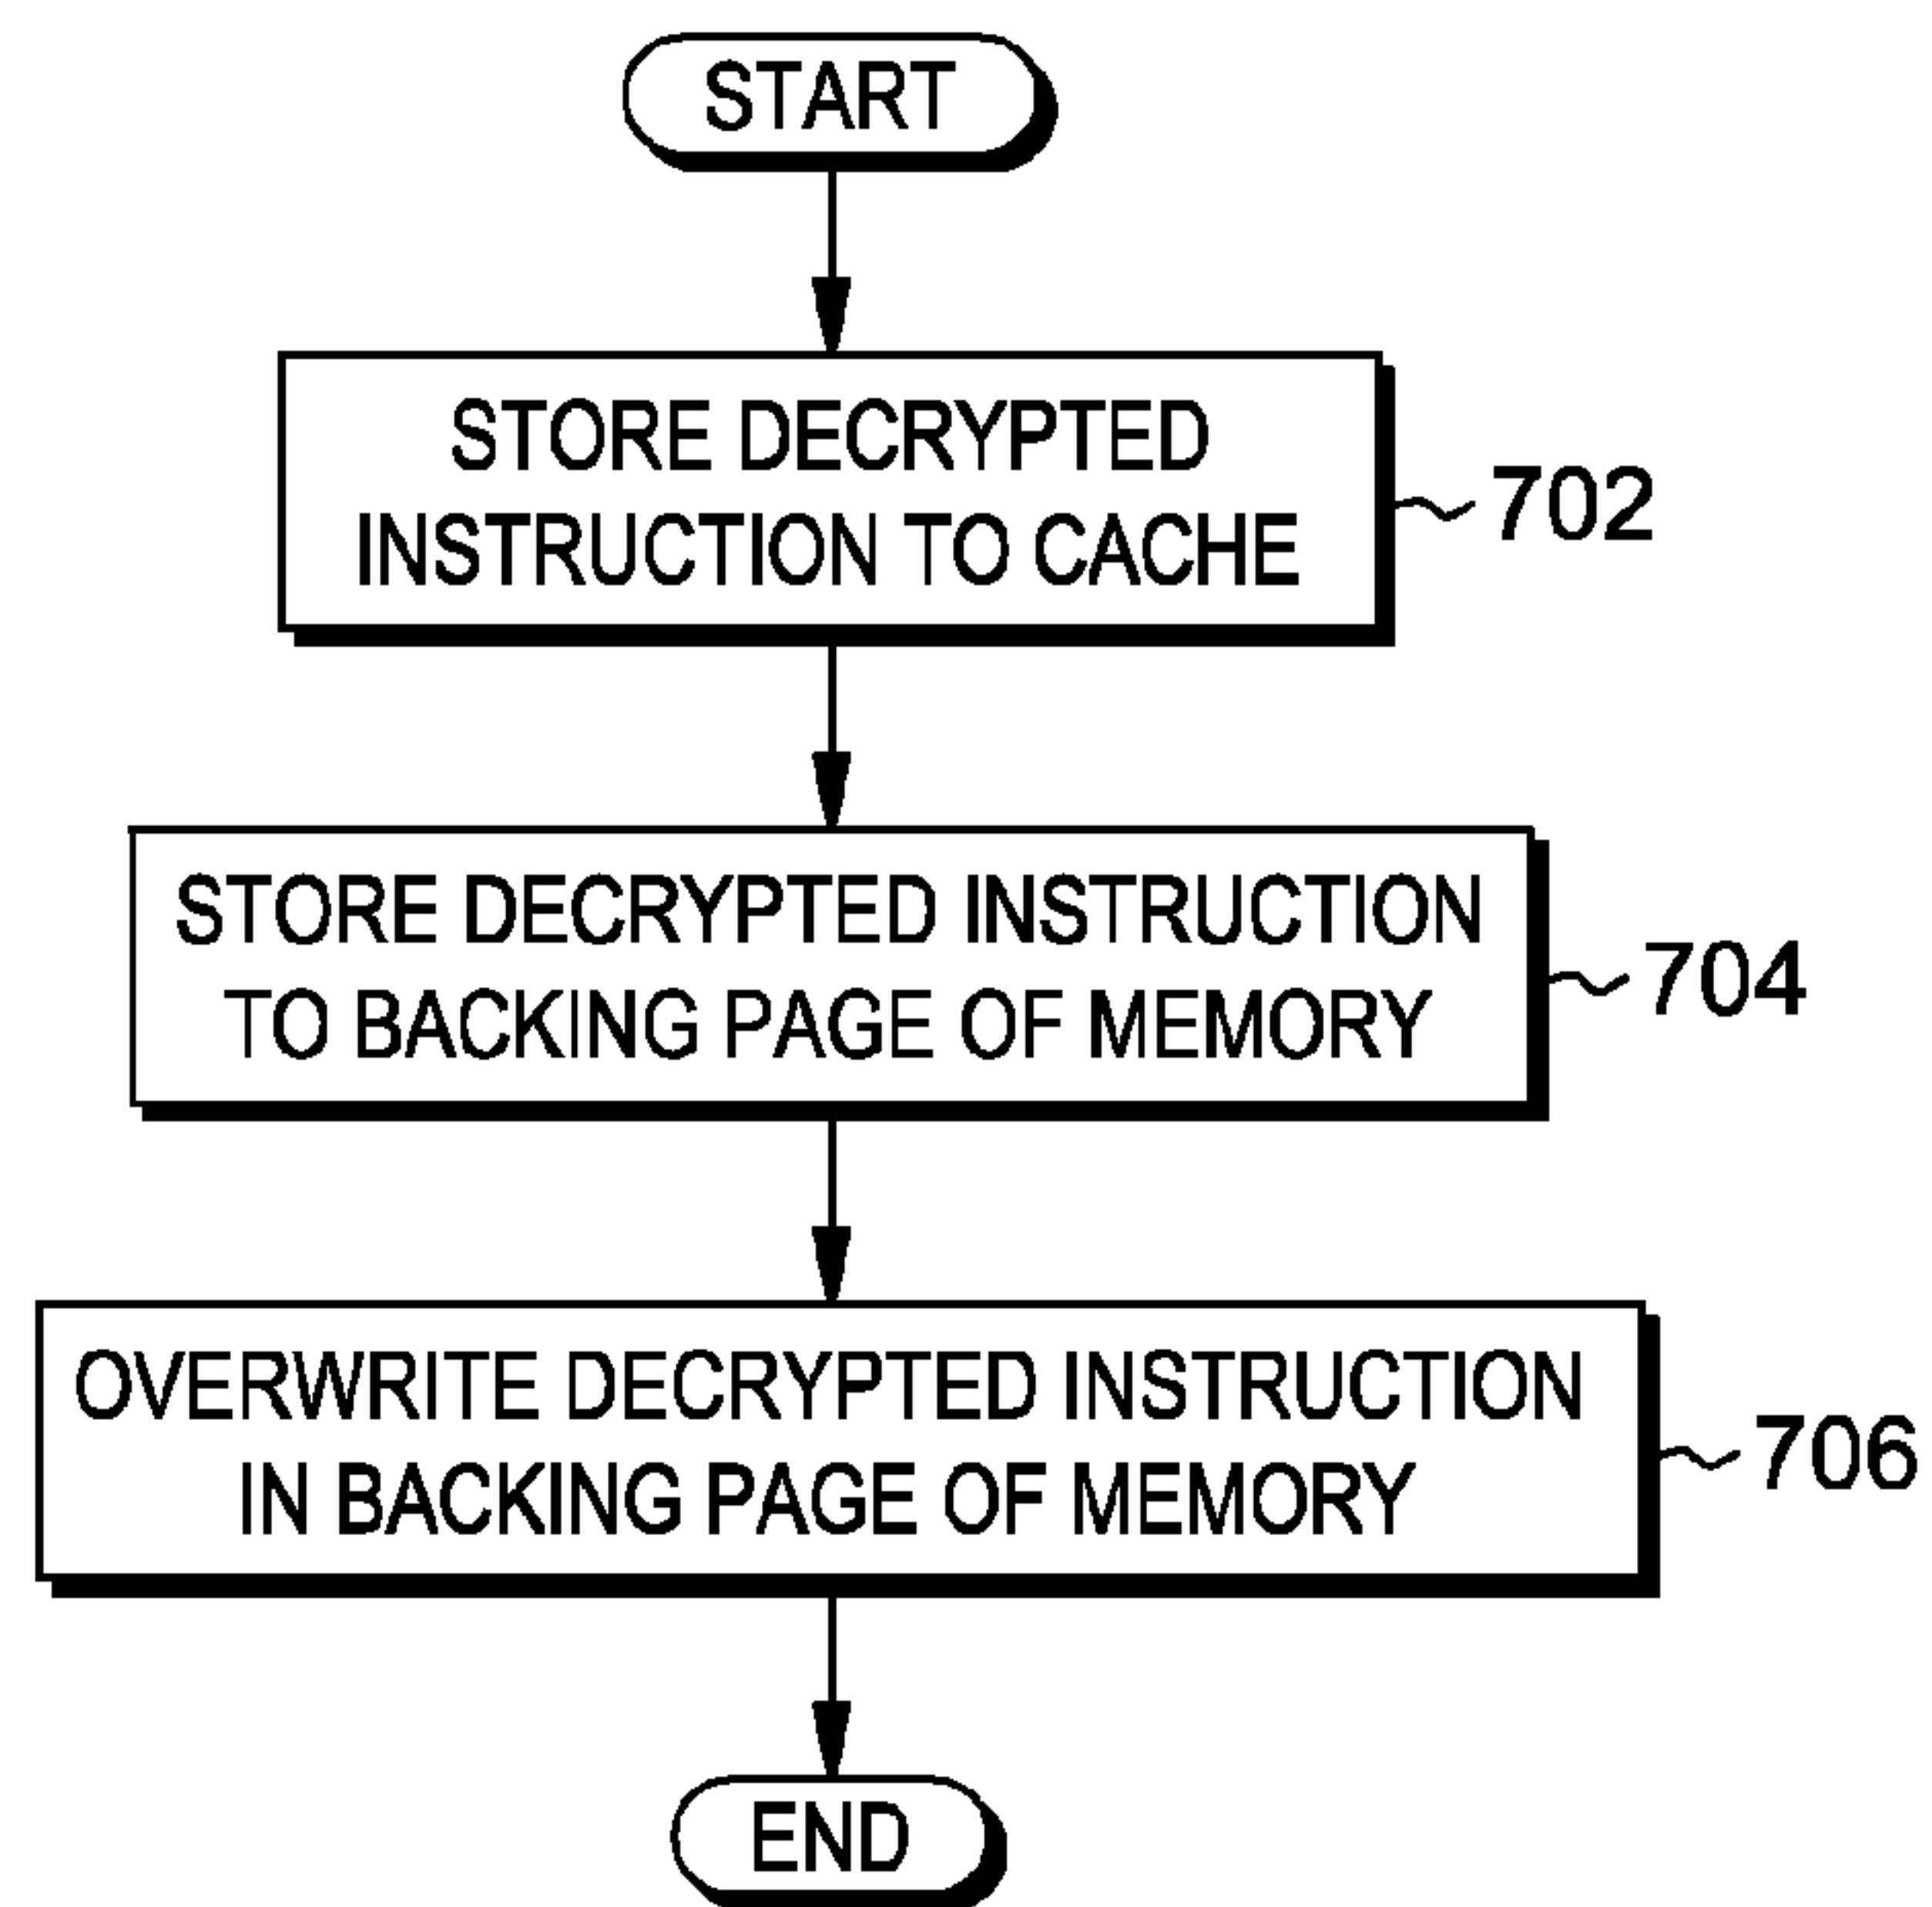 START
STORE DECRYPTED
INSTRUCTION TO CACHE
702
STORE DECRYPTED INSTRUCTION
TO BACKING PAGE OF MEMORY
704
OVERWRITE DECRYPTED INSTRUCTION
IN BACKING PAGE OF MEMORY
706
END